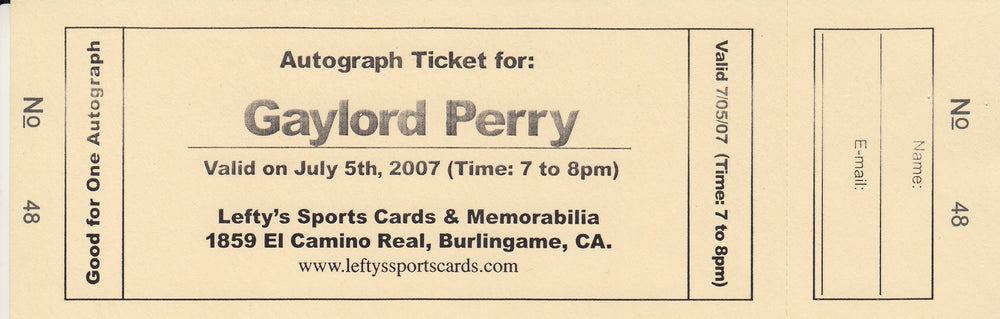 No 48
Good for One Autograph
Autograph Ticket for:
Gaylord Perry
Valid on July 5th, 2007 (Time: 7 to 8pm)
Lefty's Sports Cards & Memorabilia
1859 El Camino Real, Burlingame, CA.
www.leftyssportscards.com
Valid 7/05/07 (Time: 7 to 8pm)
Name:
E-mail:
No 48